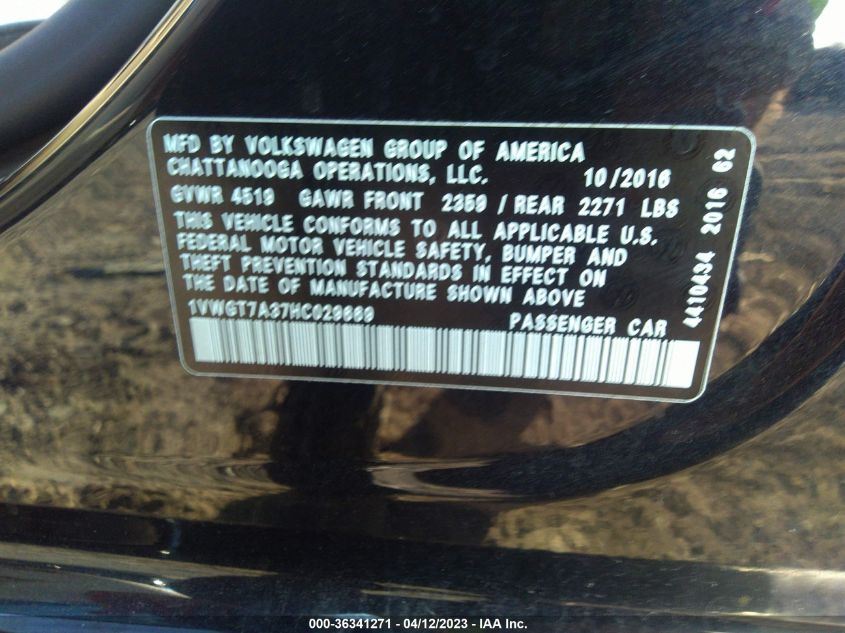 MFD BY VOLKSWAGEN GROUP OF AMERICA
CHATTANOOGA OPERATIONS, LLC. 10/2016
GVWR 4519 GAWR FRONT 2359 / REAR 2271 LBS
THIS VEHICLE CONFORMS TO ALL APPLICABLE U.S.
FEDERAL MOTOR VEHICLE SAFETY, BUMPER AND
THEFT PREVENTION STANDARDS IN EFFECT ON
THE DATE OF MANUFACTURE SHOWN ABOVE
1VWGT7A37HC029669 PASSENGER CAR
4410434 2016 62
000-36341271 - 04/12/2023 - IAA Inc.